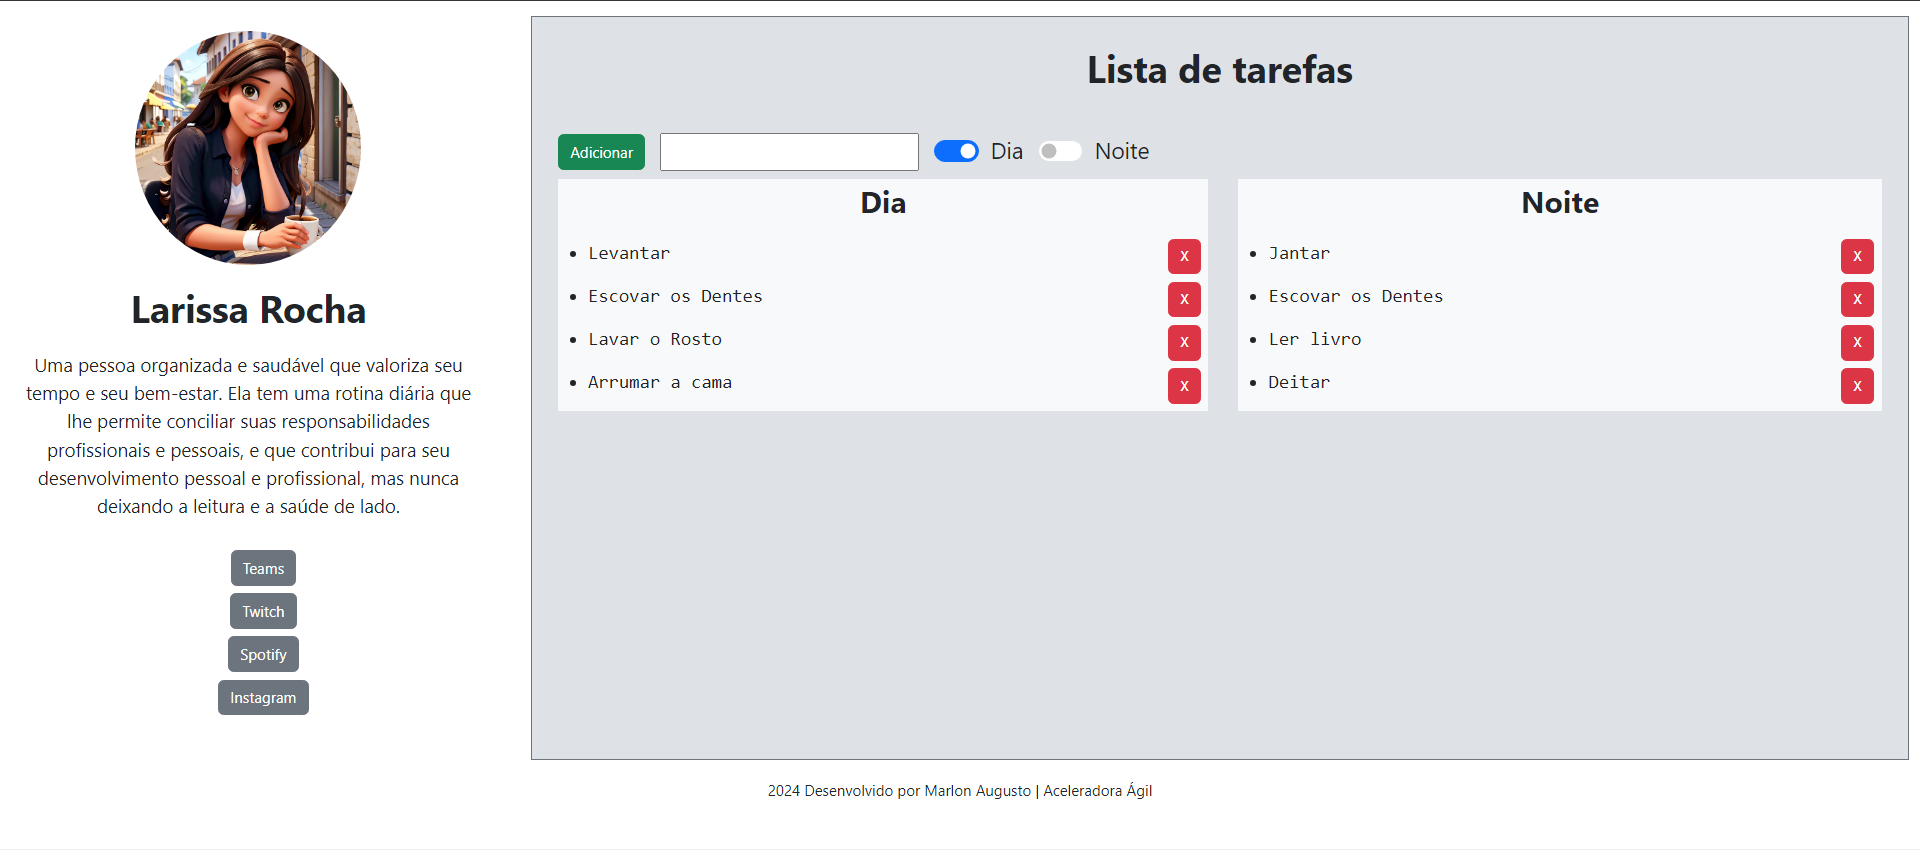 Larissa Rocha
Uma pessoa organizada e saudável que valoriza seu
tempo e seu bem-estar. Ela tem uma rotina diária que
lhe permite conciliar suas responsabilidades
profissionais e pessoais, e que contribui para seu
desenvolvimento pessoal e profissional, mas nunca
deixando a leitura e a saúde de lado.
Teams
Twitch
Spotify
Instagram
Lista de tarefas
Adicionar Dia Noite
Dia
Levantar X
Escovar os Dentes X
Lavar o Rosto X
Arrumar a cama X
Noite
Jantar X
Escovar os Dentes X
Ler livro X
Deitar X
2024 Desenvolvido por Marlon Augusto | Aceleradora Ágil